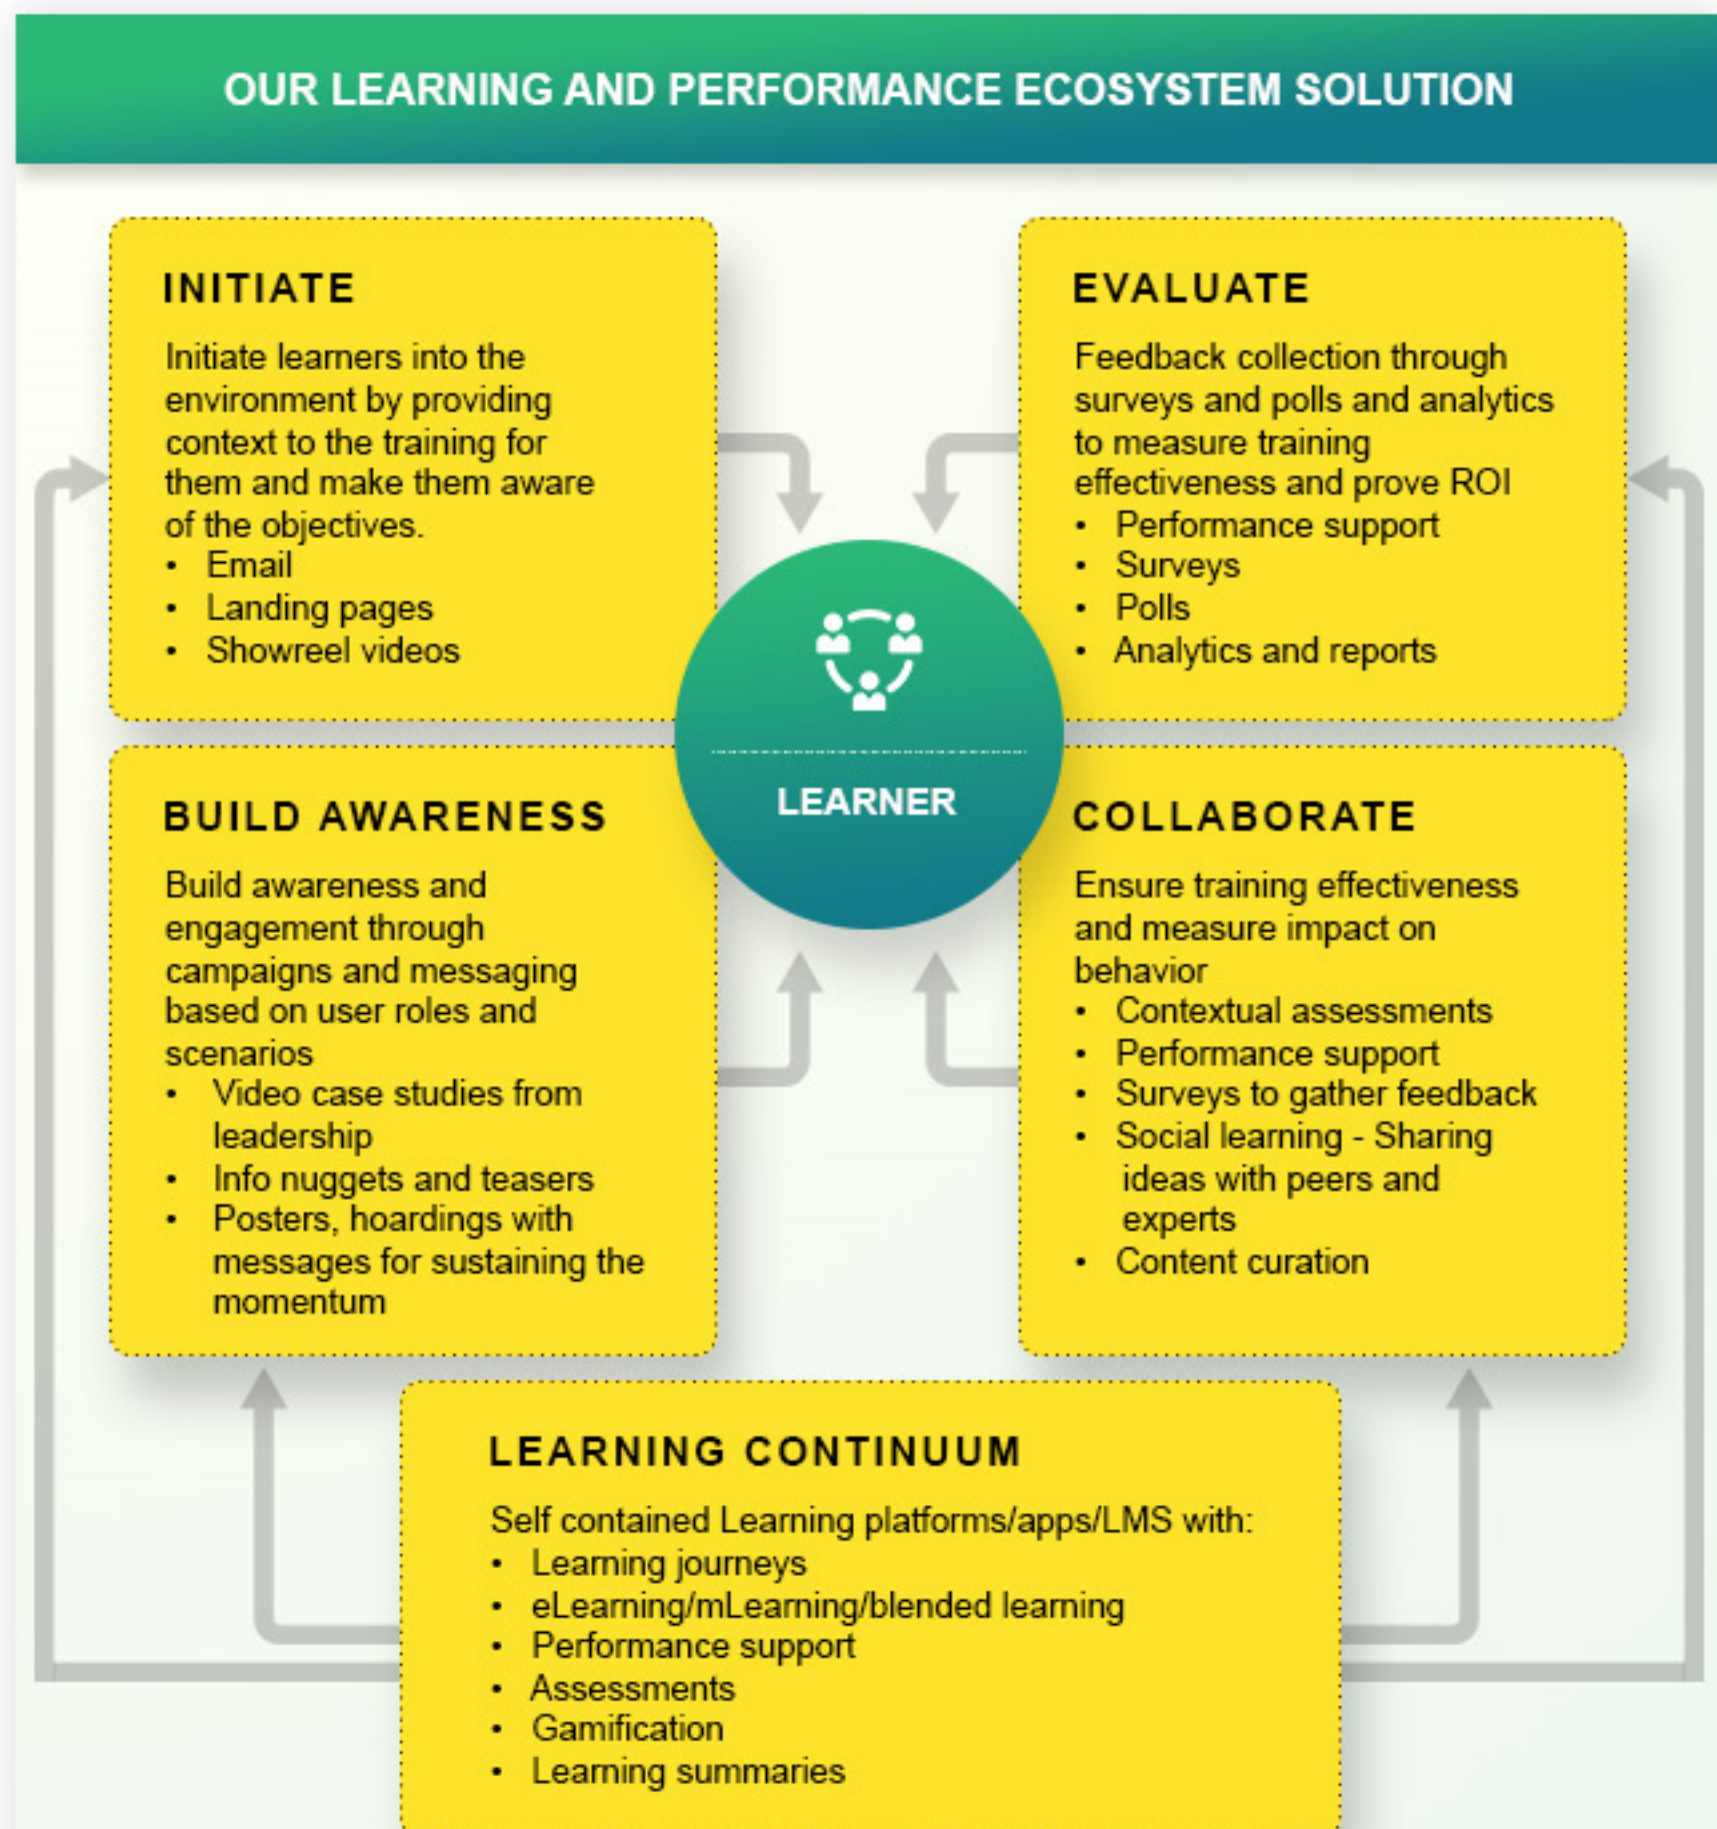 OUR LEARNING AND PERFORMANCE ECOSYSTEM SOLUTION
INITIATE
Initiate learners into the
environment by providing
context to the training for
them and make them aware
of the objectives.
• Email
• Landing pages
• Showreel videos
EVALUATE
Feedback collection through
surveys and polls and analytics
to measure training
effectiveness and prove ROI
• Performance support
• Surveys
• Polls
• Analytics and reports
LEARNER
BUILD AWARENESS
Build awareness and
engagement through
campaigns and messaging
based on user roles and
scenarios
• Video case studies from
leadership
• Info nuggets and teasers
• Posters, hoardings with
messages for sustaining the
momentum
COLLABORATE
Ensure training effectiveness
and measure impact on
behavior
• Contextual assessments
• Performance support
• Surveys to gather feedback
• Social learning - Sharing
ideas with peers and
experts
• Content curation
LEARNING CONTINUUM
Self contained Learning platforms/apps/LMS with:
• Learning journeys
• eLearning/mLearning/blended learning
• Performance support
• Assessments
• Gamification
• Learning summaries